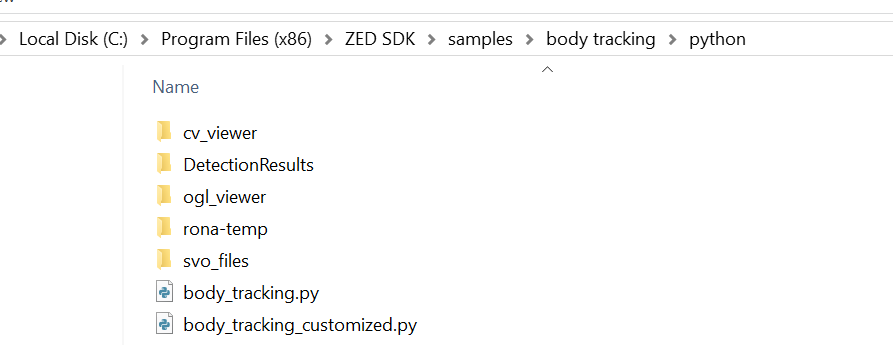 Local Disk (C:) > Program Files (x86) > ZED SDK > samples > body tracking > python
Name
cv_viewer
DetectionResults
ogl_viewer
rona-temp
svo_files
body_tracking.py
body_tracking_customized.py